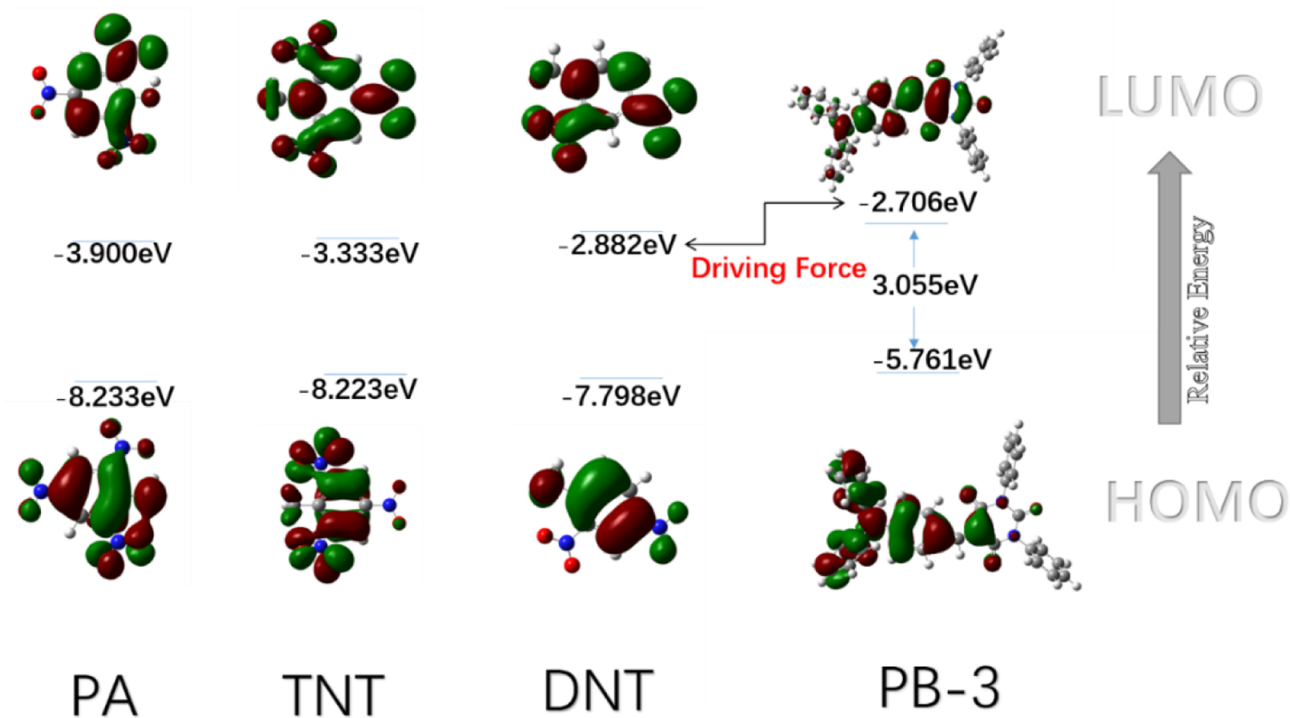 LUMO
-2.706eV
-3.900eV
-3.333eV
-2.882eV
Driving Force
3.055eV
Relative Energy
-5.761eV
-8.233eV
-8.223eV
-7.798eV
HOMO
PA
TNT
DNT
PB-3